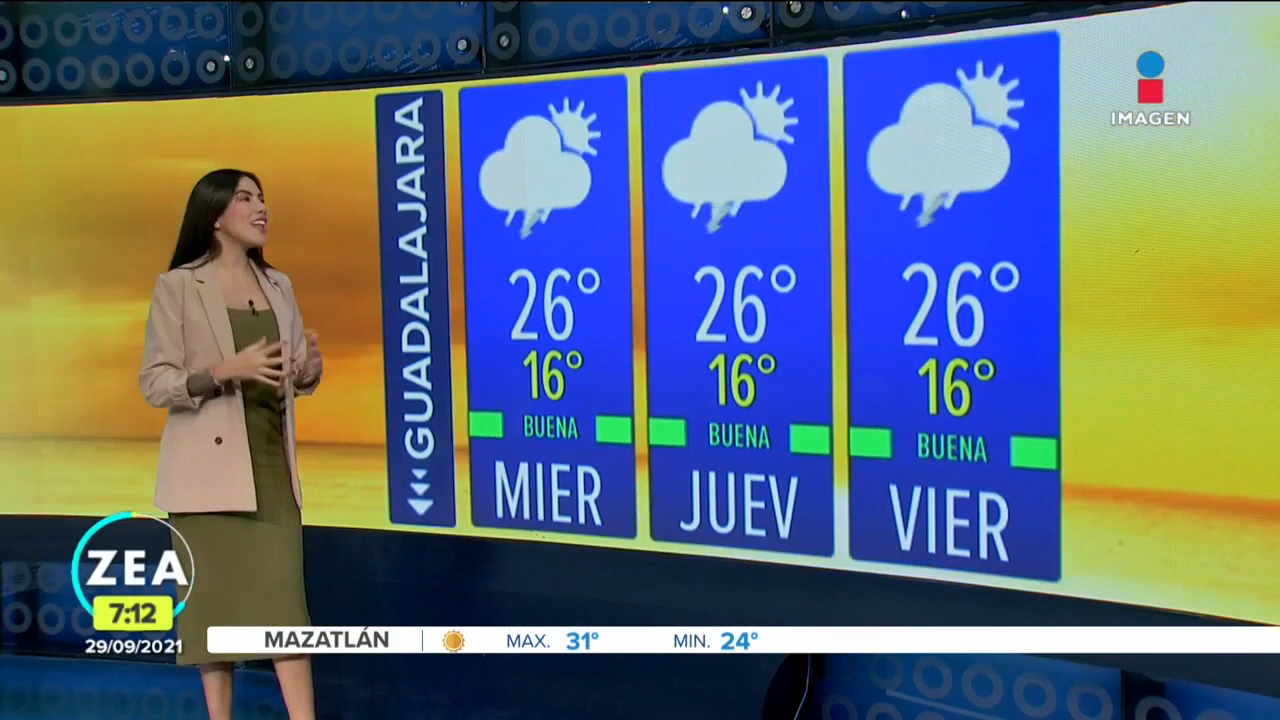 IMAGEN
GUADALAJARA
26°
16°
BUENA
MIER
26°
16°
BUENA
JUEV
26°
16°
BUENA
VIER
ZEA
7:12
29/09/2021
MAZATLÁN MAX. 31° MIN. 24°